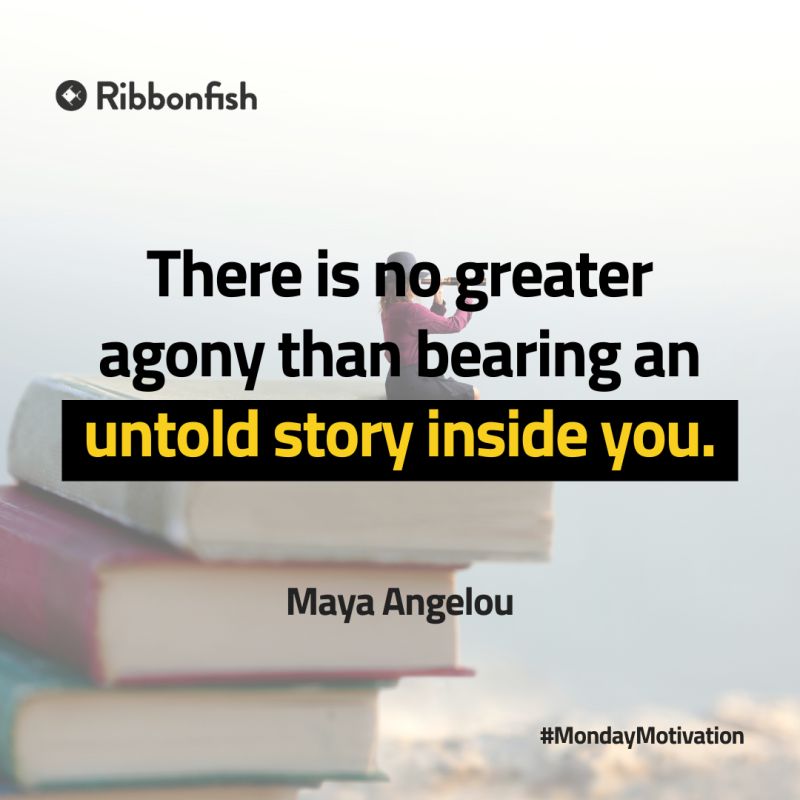 Ribbonfish
There is no greater
agony than bearing an
untold story inside you.
Maya Angelou
#MondayMotivation